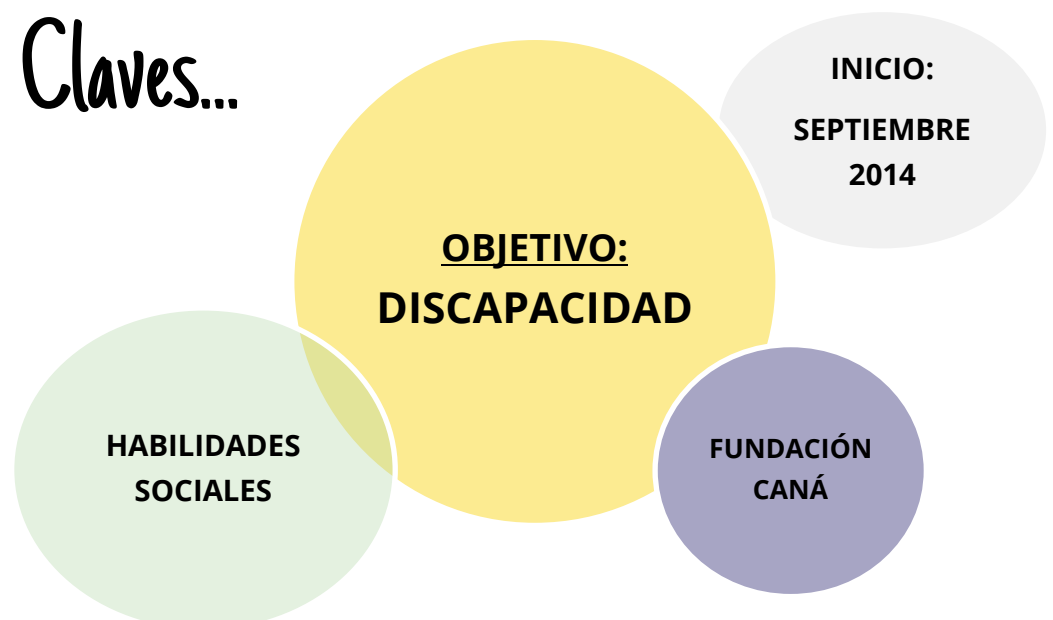 Claves...
INICIO:
SEPTIEMBRE
2014
OBJETIVO:
DISCAPACIDAD
HABILIDADES
SOCIALES
FUNDACIÓN
CANÁ